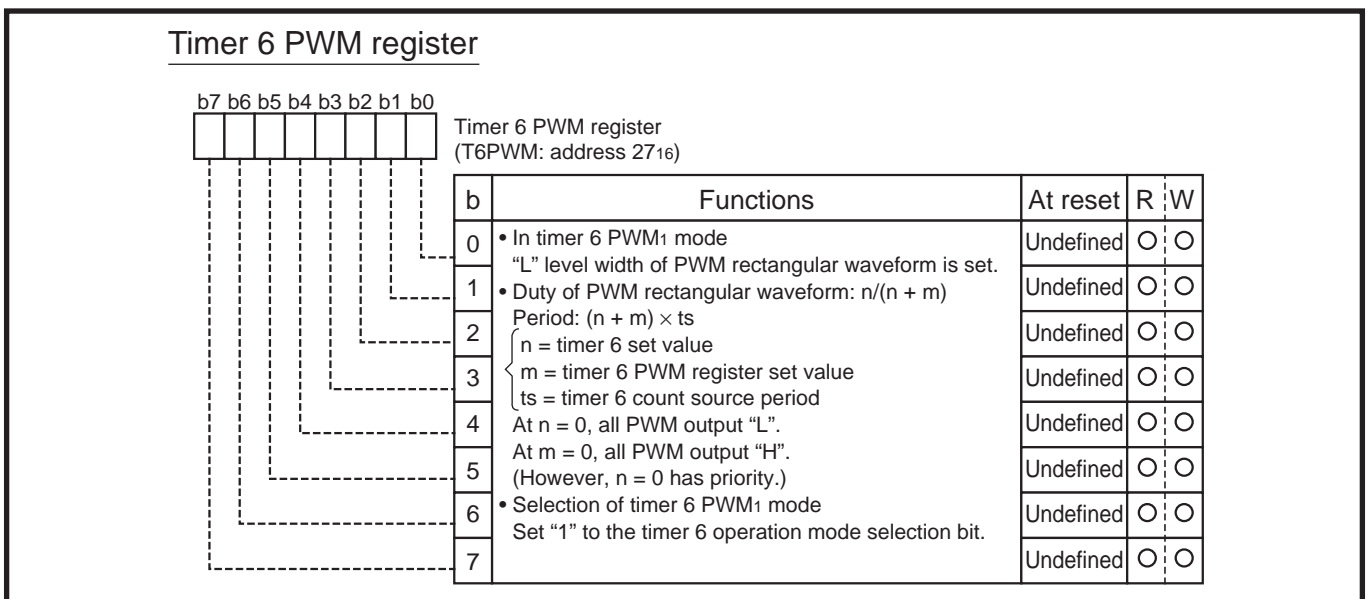 Timer 6 PWM register
b7 b6 b5 b4 b3 b2 b1 b0
Timer 6 PWM register
(T6PWM: address 27₁₆)
b Functions At reset R W
0 • In timer 6 PWM₁ mode Undefined ○ ○
“L” level width of PWM rectangular waveform is set.
1 • Duty of PWM rectangular waveform: n/(n + m) Undefined ○ ○
Period: (n + m) × ts
2 n = timer 6 set value Undefined ○ ○
3 m = timer 6 PWM register set value Undefined ○ ○
ts = timer 6 count source period
4 At n = 0, all PWM output “L”. Undefined ○ ○
At m = 0, all PWM output “H”.
5 (However, n = 0 has priority.) Undefined ○ ○
6 • Selection of timer 6 PWM₁ mode Undefined ○ ○
Set “1” to the timer 6 operation mode selection bit.
7 Undefined ○ ○